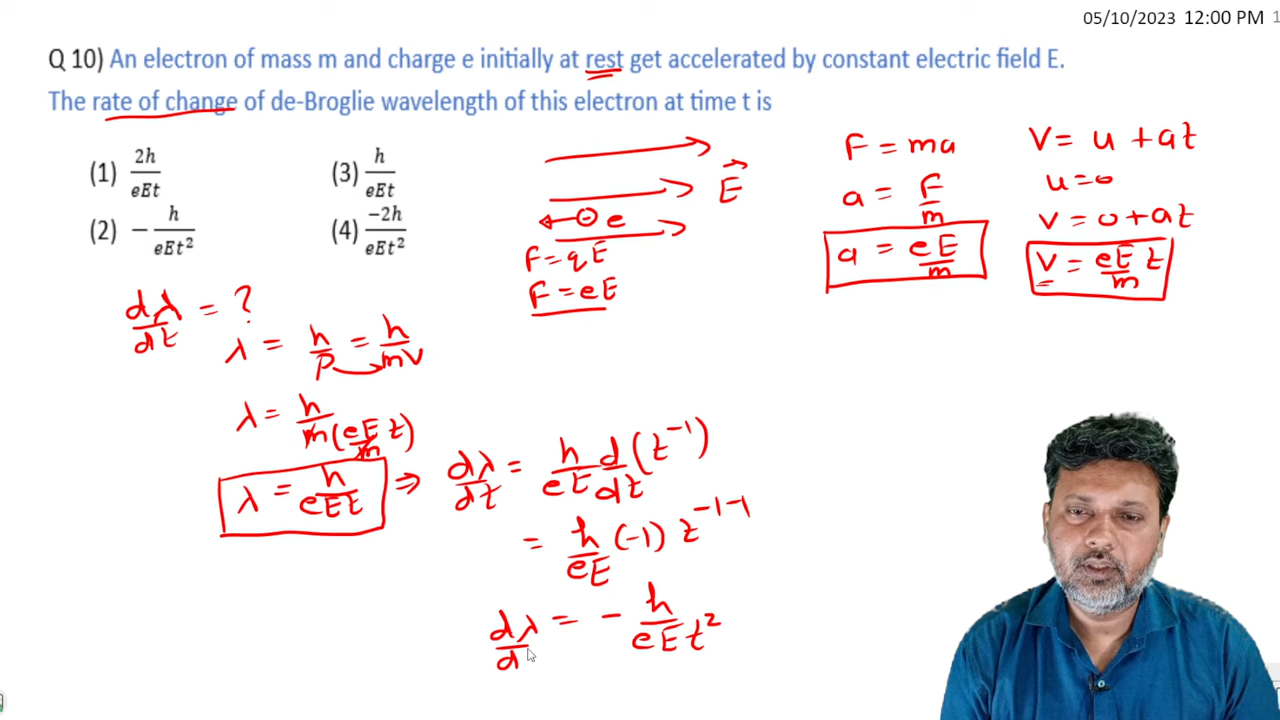 05/10/2023 12:00 PM 1
Q 10) An electron of mass m and charge e initially at rest get accelerated by constant electric field E.
The rate of change of de-Broglie wavelength of this electron at time t is
(1) 2h/eEt
(3) h/eEt
(2) − h/eEt²
(4) −2h/eEt²
E⃗
⊖ e
F = qE
F = eE
F = ma
a = F/m
a = eE/m
V = u + at
u = 0
V = 0 + at
V = eE/m t
dλ/dt = ?
λ = h/p = h/mv
λ = h/m(eE/m t)
λ = h/eEt ⇒ dλ/dt = h/eE d/dt (t⁻¹)
= h/eE (−1) t⁻¹⁻¹
dλ/d = − h/eEt²